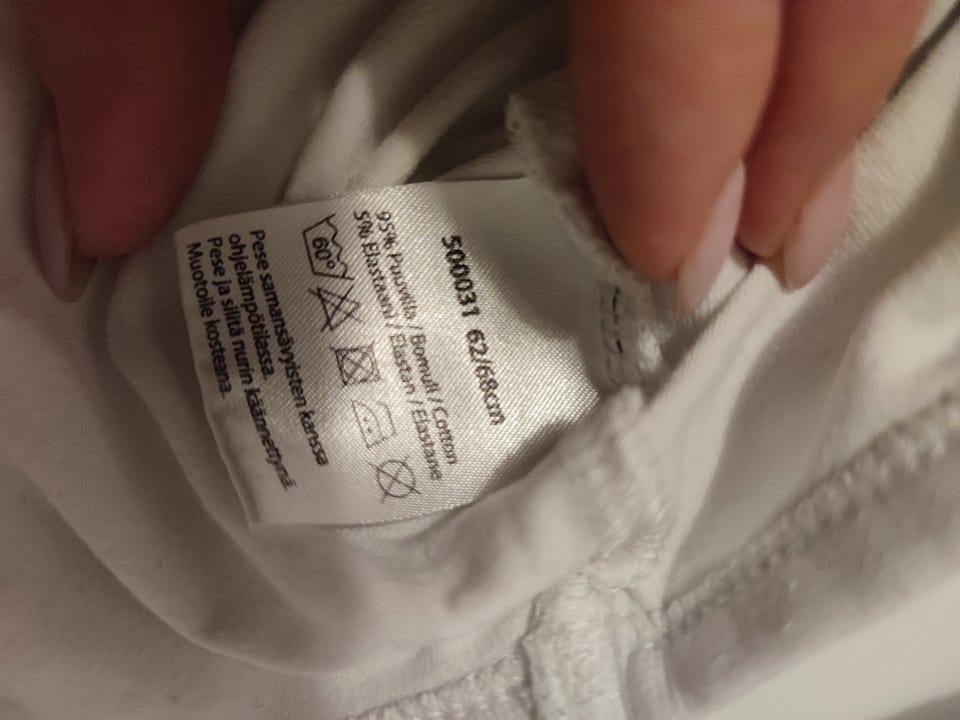 500031 62/68cm
95% Puuvilla / Bomull / Cotton
5% Elastaani / Elastan / Elastane
60°
Pese samansävyisten kanssa
ohjelämpötilassa.
Pese ja silitä nurin käännettynä.
Muotoile kosteana.